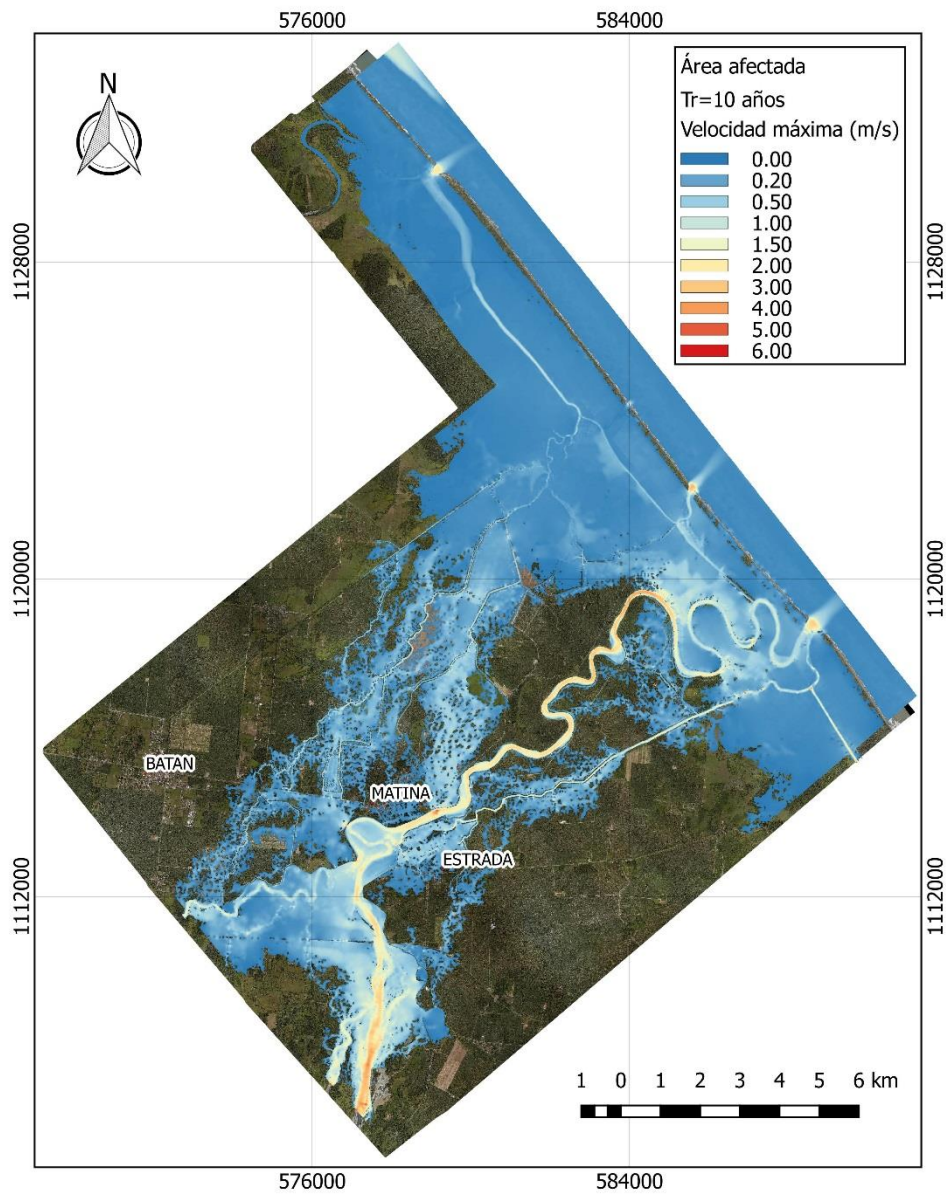 576000
584000
N
Área afectada
Tr=10 años
Velocidad máxima (m/s)
0.00
0.20
0.50
1.00
1.50
2.00
3.00
4.00
5.00
6.00
1128000
1128000
1120000
1120000
BATAN
MATINA
ESTRADA
1112000
1112000
1 0 1 2 3 4 5 6 km
576000
584000